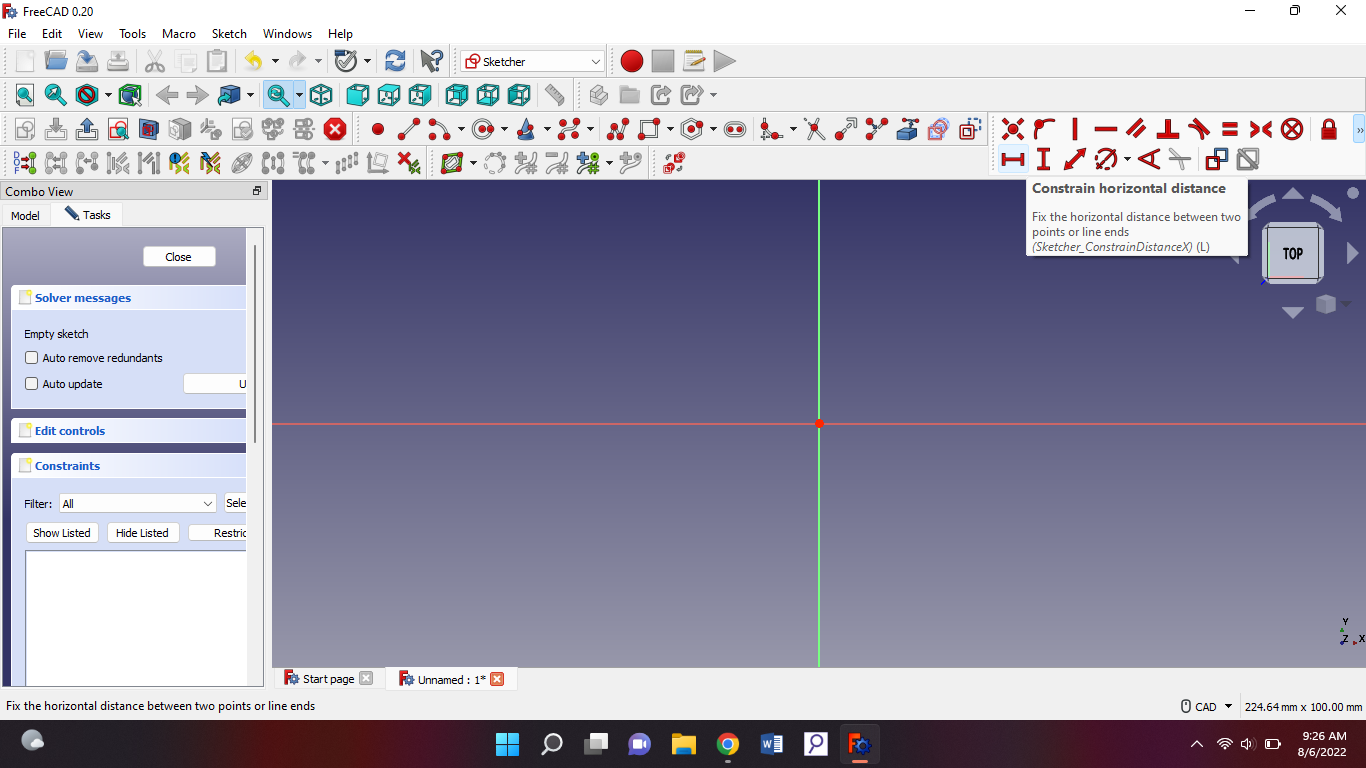 FreeCAD 0.20
File Edit View Tools Macro Sketch Windows Help
Sketcher
Constrain horizontal distance
Fix the horizontal distance between two
points or line ends
(Sketcher_ConstrainDistanceX) (L)
TOP
Combo View
Model Tasks
Close
Solver messages
Empty sketch
Auto remove redundants
Auto update
U
Edit controls
Constraints
Filter: All Sele
Show Listed Hide Listed Restric
Y
Z X
Start page Unnamed : 1*
Fix the horizontal distance between two points or line ends
CAD 224.64 mm x 100.00 mm
9:26 AM
8/6/2022